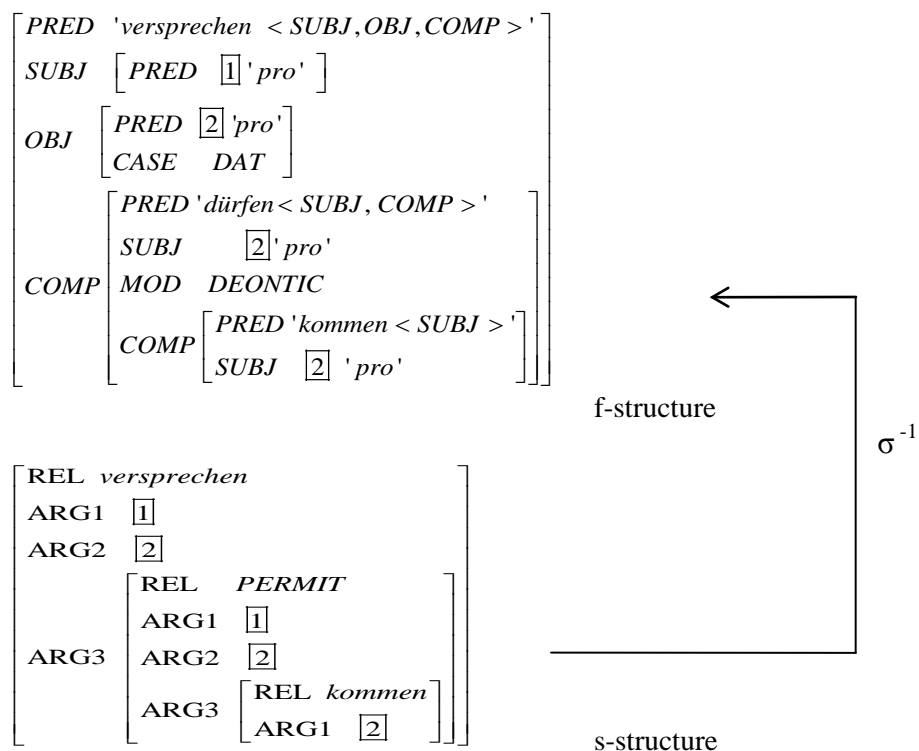 PRED 'versprechen < SUBJ, OBJ, COMP > '
SUBJ [PRED 1 ' pro ' ]
OBJ [PRED 2 'pro'
CASE DAT]
COMP [PRED 'dürfen < SUBJ, COMP > '
SUBJ 2 ' pro '
MOD DEONTIC
COMP [PRED 'kommen < SUBJ > '
SUBJ 2 ' pro ']]
f-structure
σ -1
REL versprechen
ARG1 1
ARG2 2
ARG3 [REL PERMIT
ARG1 1
ARG2 2
ARG3 [REL kommen
ARG1 2]]
s-structure